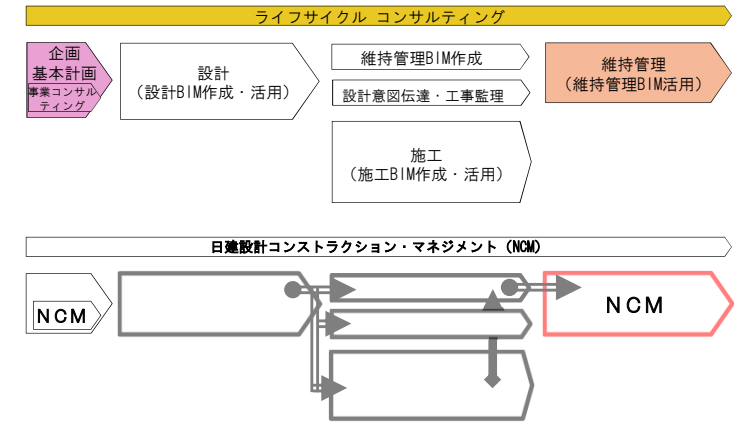 ライフサイクル コンサルティング
企画
基本計画
事業コンサル
ティング
設計
（設計BIM作成・活用）
維持管理BIM作成
設計意図伝達・工事監理
施工
（施工BIM作成・活用）
維持管理
（維持管理BIM活用）
日建設計コンストラクション・マネジメント（NCM）
NCM
NCM